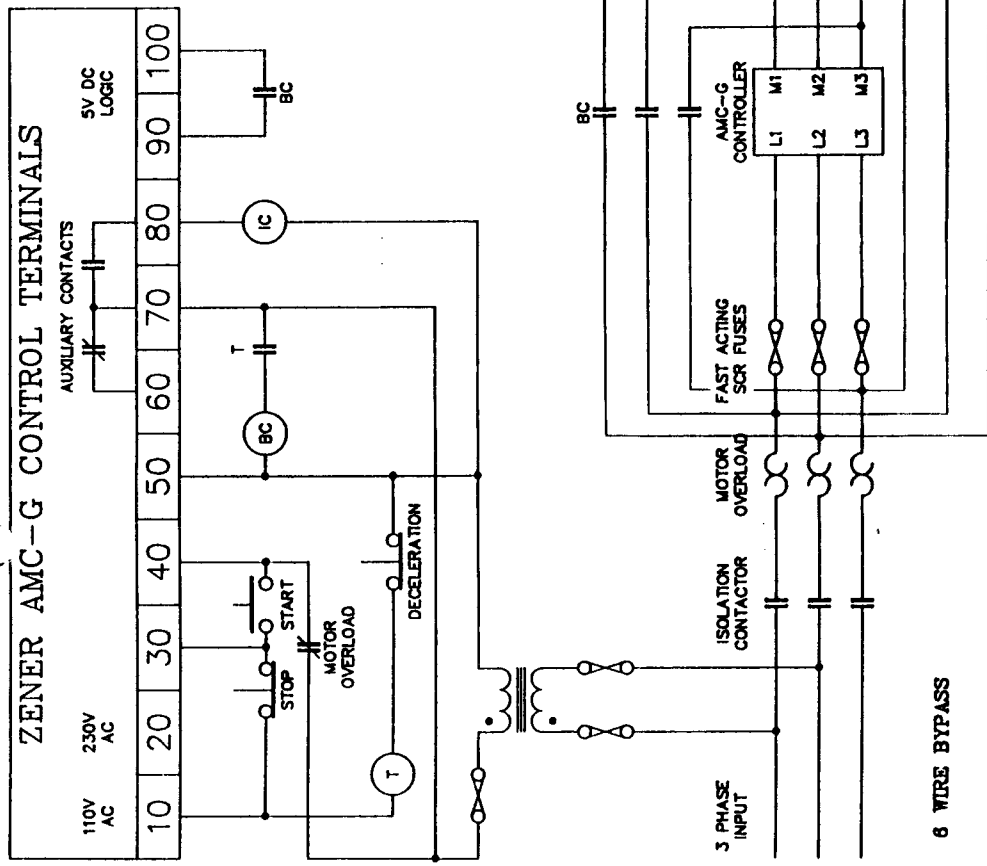 ZENER AMC-G CONTROL TERMINALS
110V
AC
230V
AC
AUXILIARY CONTACTS
5V DC
LOGIC
10 20 30 40 50 60 70 80 90 100
STOP
START
MOTOR
OVERLOAD
T
DECELERATION
BC
T
IC
BC
3 PHASE
INPUT
ISOLATION
CONTACTOR
MOTOR
OVERLOAD
FAST ACTING
SCR FUSES
AMC-G
CONTROLLER
L1 M1
L2 M2
L3 M3
BC
6 WIRE BYPASS